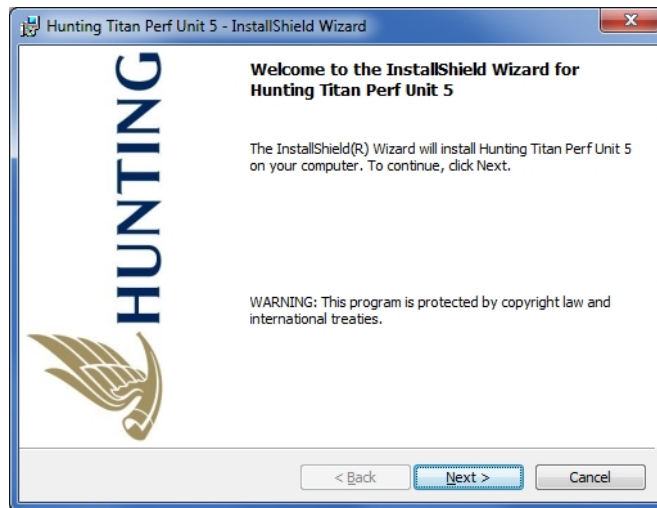 Hunting Titan Perf Unit 5 - InstallShield Wizard
X
HUNTING
Welcome to the InstallShield Wizard for
Hunting Titan Perf Unit 5
The InstallShield(R) Wizard will install Hunting Titan Perf Unit 5
on your computer. To continue, click Next.
WARNING: This program is protected by copyright law and
international treaties.
< Back
Next >
Cancel